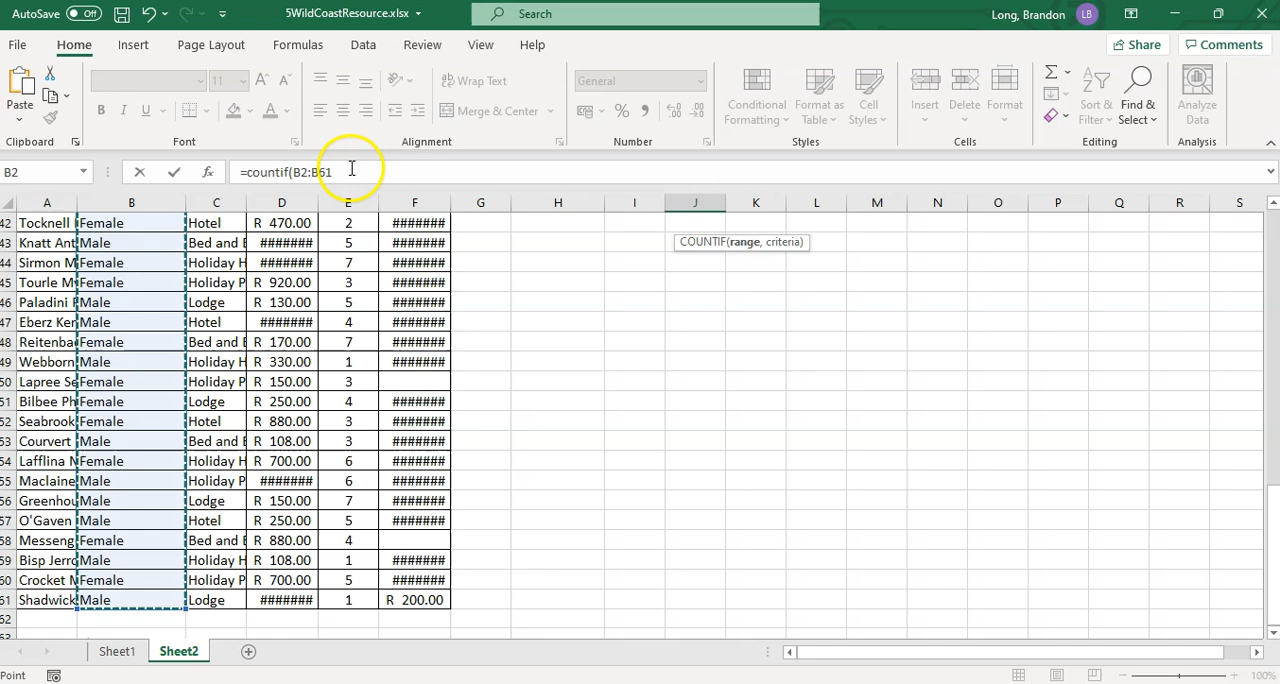 AutoSave Off 5WildCoastResource.xlsx Search Long, Brandon LB
File Home Insert Page Layout Formulas Data Review View Help Share Comments
Paste 11 A A B I U A Wrap Text Merge & Center General % Conditional Formatting Format as Table Cell Styles Insert Delete Format Sort & Filter Find & Select Analyze Data
Clipboard Font Alignment Number Styles Cells Editing Analysis
B2 fx =countif(B2:B61
A B C D E F G H I J K L M N O P Q R S
42 Tocknell Female Hotel R 470.00 2 #######
COUNTIF(range, criteria)
43 Knatt Ant Male Bed and E ####### 5 #######
44 Sirmon M Female Holiday H ####### 7 #######
45 Tourle My Female Holiday P R 920.00 3 #######
46 Paladini F Male Lodge R 130.00 5 #######
47 Eberz Ker Male Hotel ####### 4 #######
48 Reitenba Female Bed and E R 170.00 7 #######
49 Webborn Male Holiday H R 330.00 1 #######
50 Lapree Se Female Holiday P R 150.00 3
51 Bilbee Ph Female Lodge R 250.00 4 #######
52 Seabrook Female Hotel R 880.00 3 #######
53 Courvert Male Bed and E R 108.00 3 #######
54 Lafflina N Female Holiday H R 700.00 6 #######
55 Maclaine Male Holiday P ####### 6 #######
56 Greenhou Male Lodge R 150.00 7 #######
57 O'Gaven Male Hotel R 250.00 5 #######
58 Messeng Female Bed and E R 880.00 4
59 Bisp Jerro Male Holiday H R 108.00 1 #######
60 Crocket M Female Holiday P R 700.00 5 #######
61 Shadwick Male Lodge ####### 1 R 200.00
62
63
Sheet1 Sheet2
Point 100%